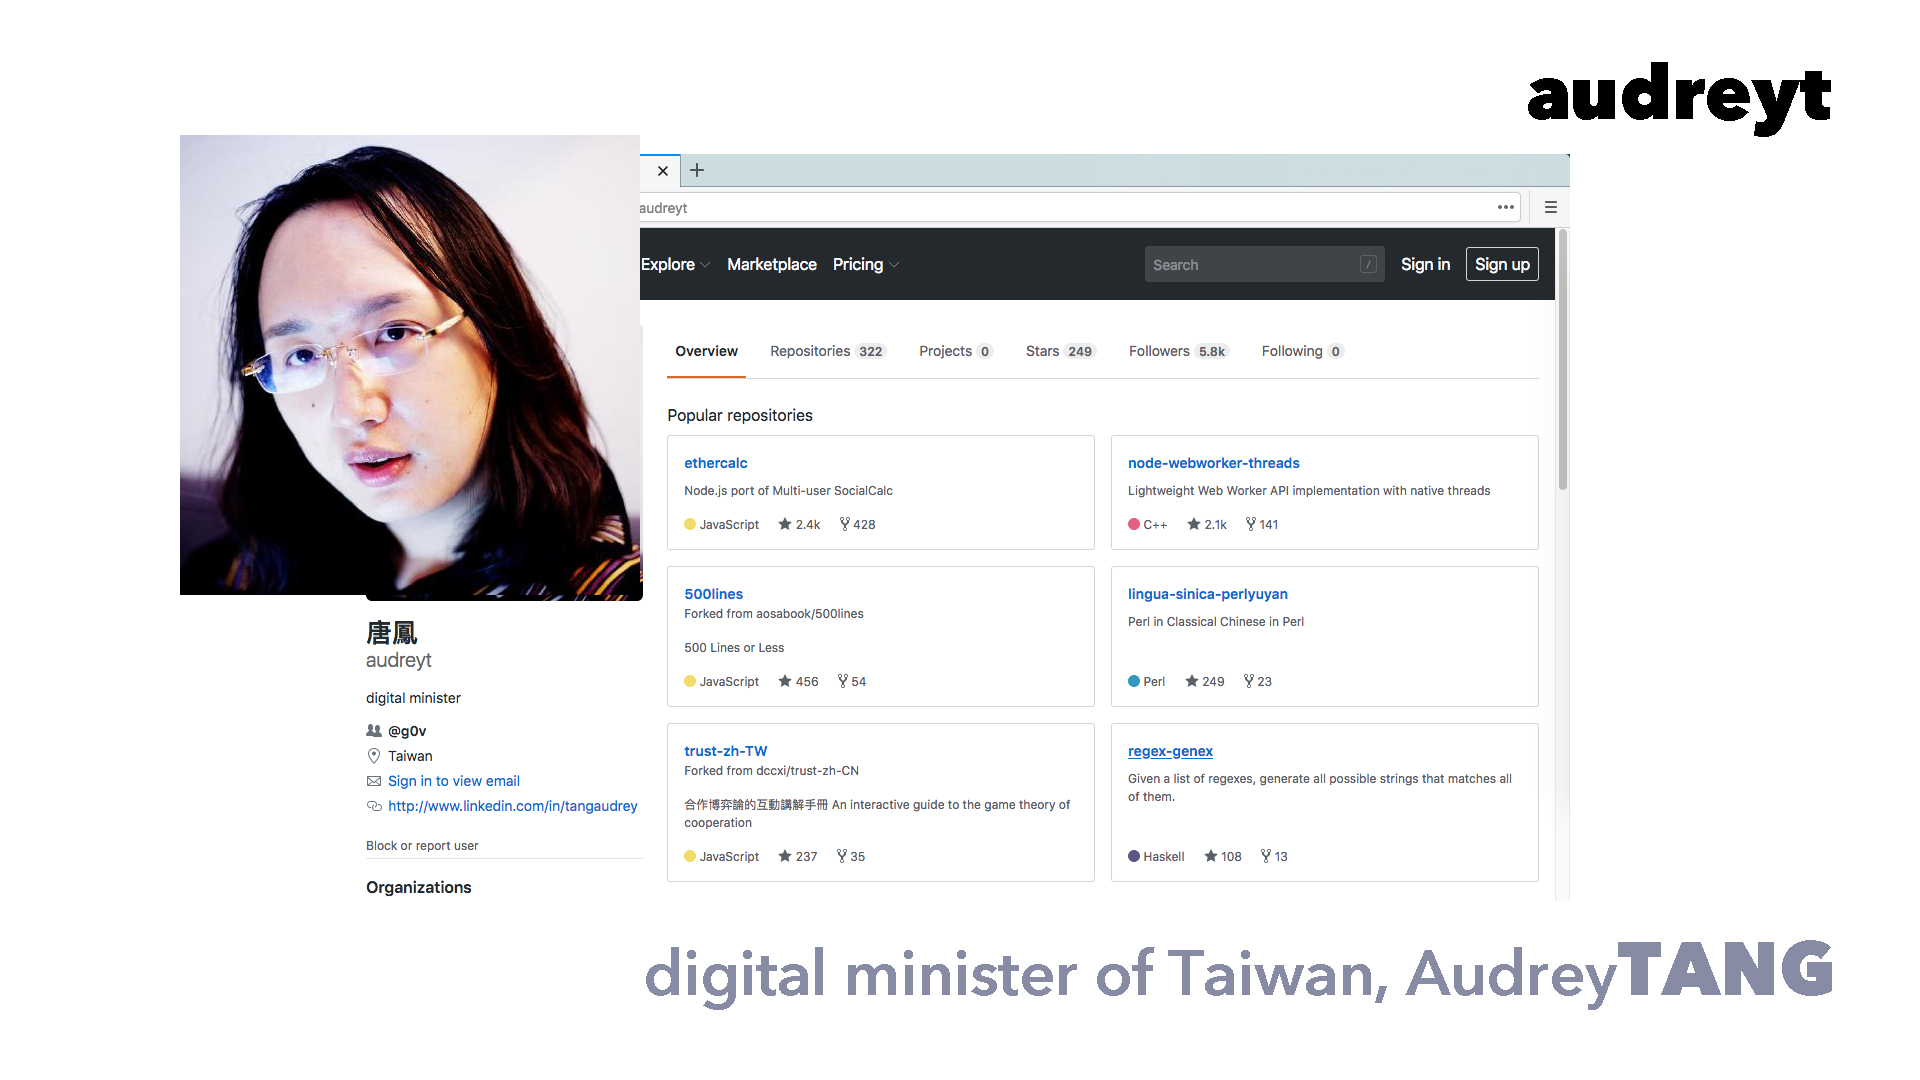 audreyt
audreyt
Explore Marketplace Pricing Search / Sign in Sign up
Overview Repositories 322 Projects 0 Stars 249 Followers 5.8k Following 0
Popular repositories
ethercalc
Node.js port of Multi-user SocialCalc
JavaScript 2.4k 428
node-webworker-threads
Lightweight Web Worker API implementation with native threads
C++ 2.1k 141
500lines
Forked from aosabook/500lines
500 Lines or Less
JavaScript 456 54
lingua-sinica-perlyuyan
Perl in Classical Chinese in Perl
Perl 249 23
trust-zh-TW
Forked from dccxi/trust-zh-CN
合作博弈論的互動講解手冊 An interactive guide to the game theory of
cooperation
JavaScript 237 35
regex-genex
Given a list of regexes, generate all possible strings that matches all
of them.
Haskell 108 13
唐鳳
audreyt
digital minister
@g0v
Taiwan
Sign in to view email
http://www.linkedin.com/in/tangaudrey
Block or report user
Organizations
digital minister of Taiwan, AudreyTANG